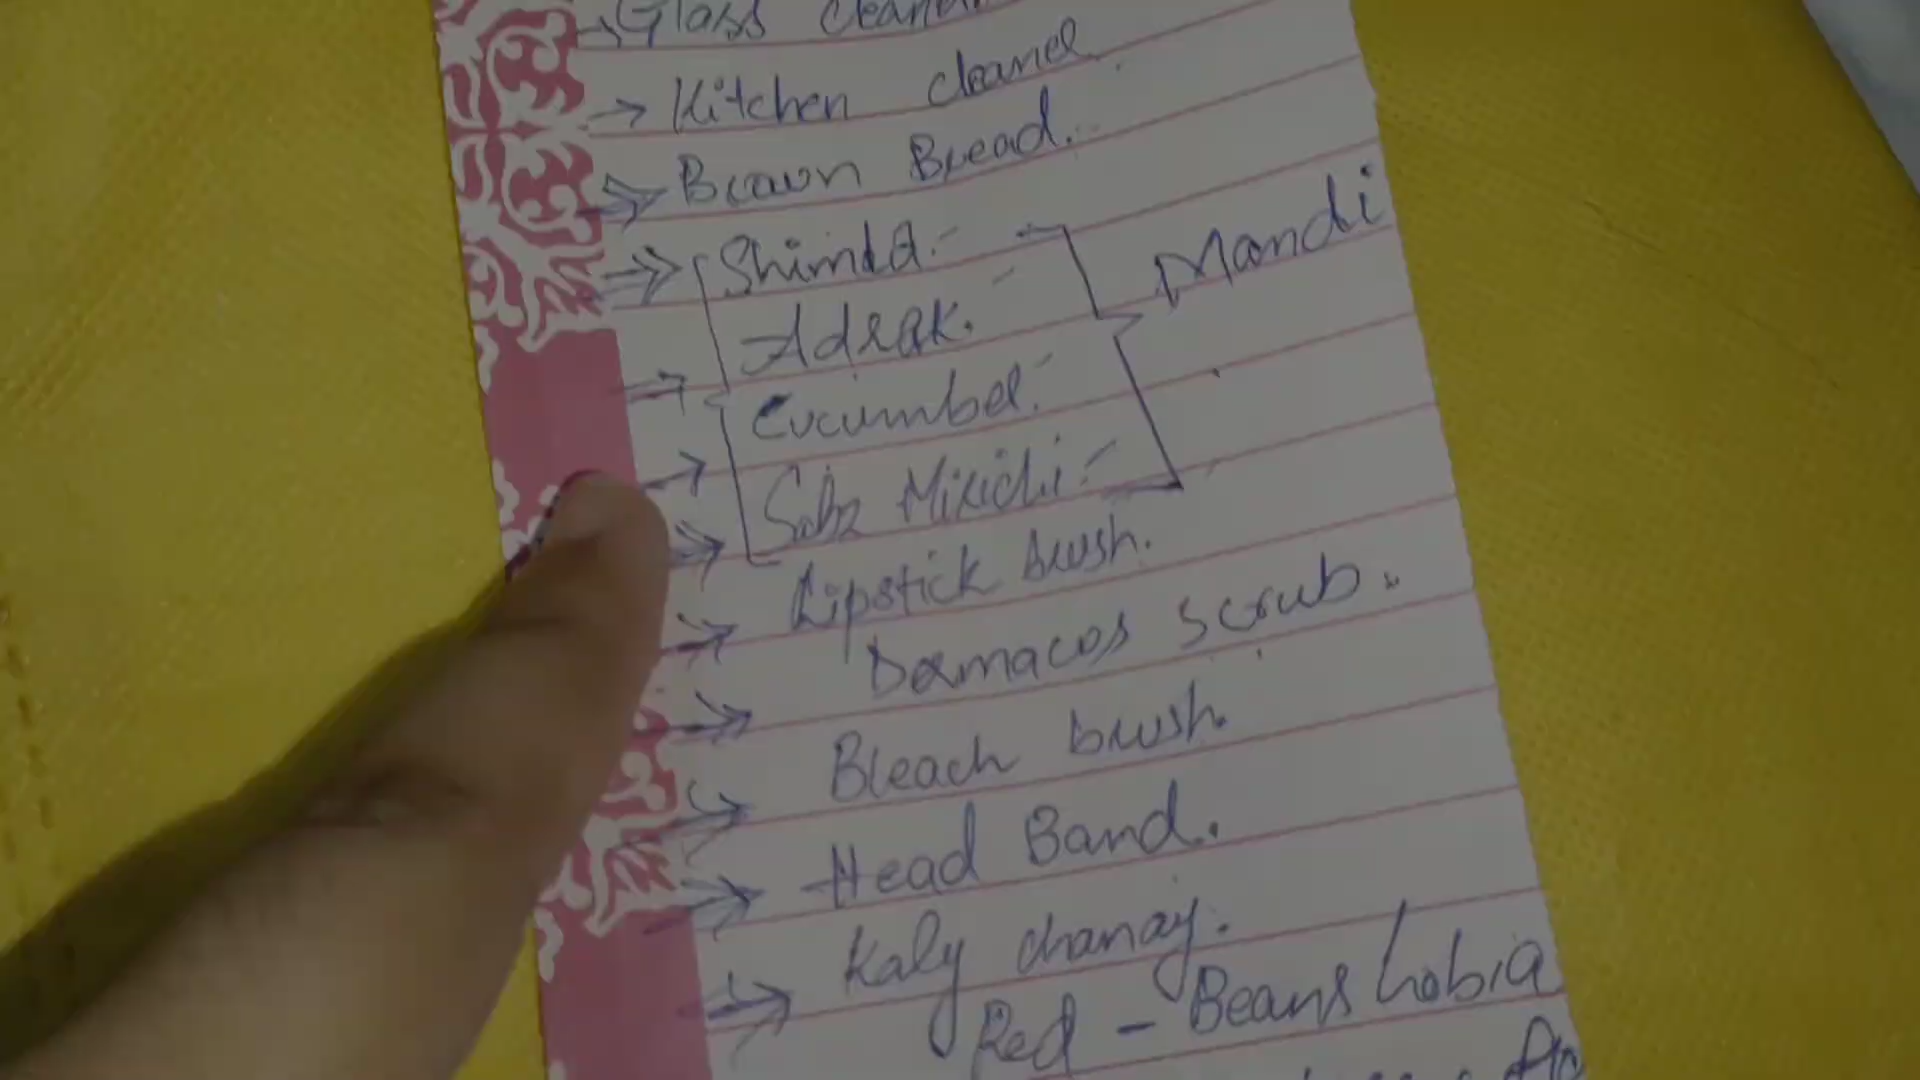 → Glass
→ Kitchen cleaner
→ Brown Bread.
→ Shimla.
Adrak.
Mandi
→ Cucumber.
→ Sabz Mirchi
→ Lipstick brush.
→ Dermacos scrub.
→ Bleach brush.
→ Head Band.
→ Kaly chanay.
→ Red - Beans Lobia